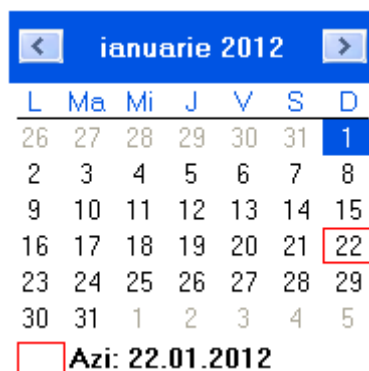 ianuarie 2012
L Ma Mi J V S D
26 27 28 29 30 31 1
2 3 4 5 6 7 8
9 10 11 12 13 14 15
16 17 18 19 20 21 22
23 24 25 26 27 28 29
30 31 1 2 3 4 5
Azi: 22.01.2012